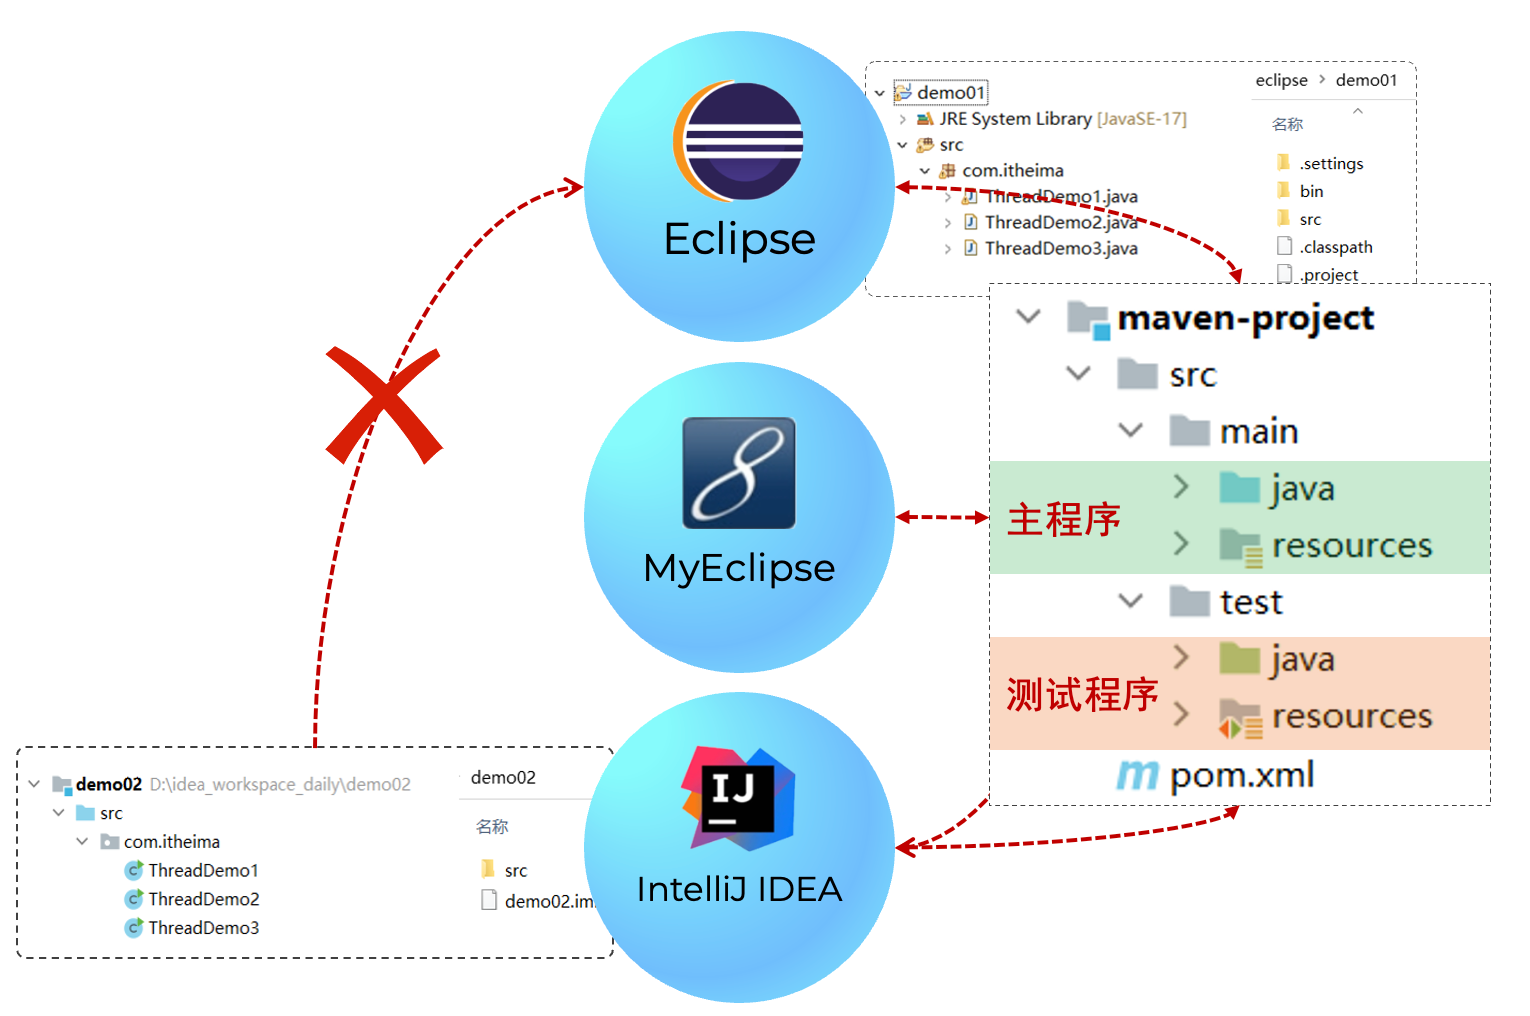 Eclipse
demo01
JRE System Library [JavaSE-17]
src
com.itheima
ThreadDemo1.java
ThreadDemo2.java
ThreadDemo3.java
eclipse > demo01
名称
.settings
bin
src
.classpath
.project
MyEclipse
maven-project
src
main
java
主程序
resources
test
java
测试程序
resources
pom.xml
demo02 D:\idea_workspace_daily\demo02
src
com.itheima
ThreadDemo1
ThreadDemo2
ThreadDemo3
demo02
名称
src
demo02.im
IJ
IntelliJ IDEA